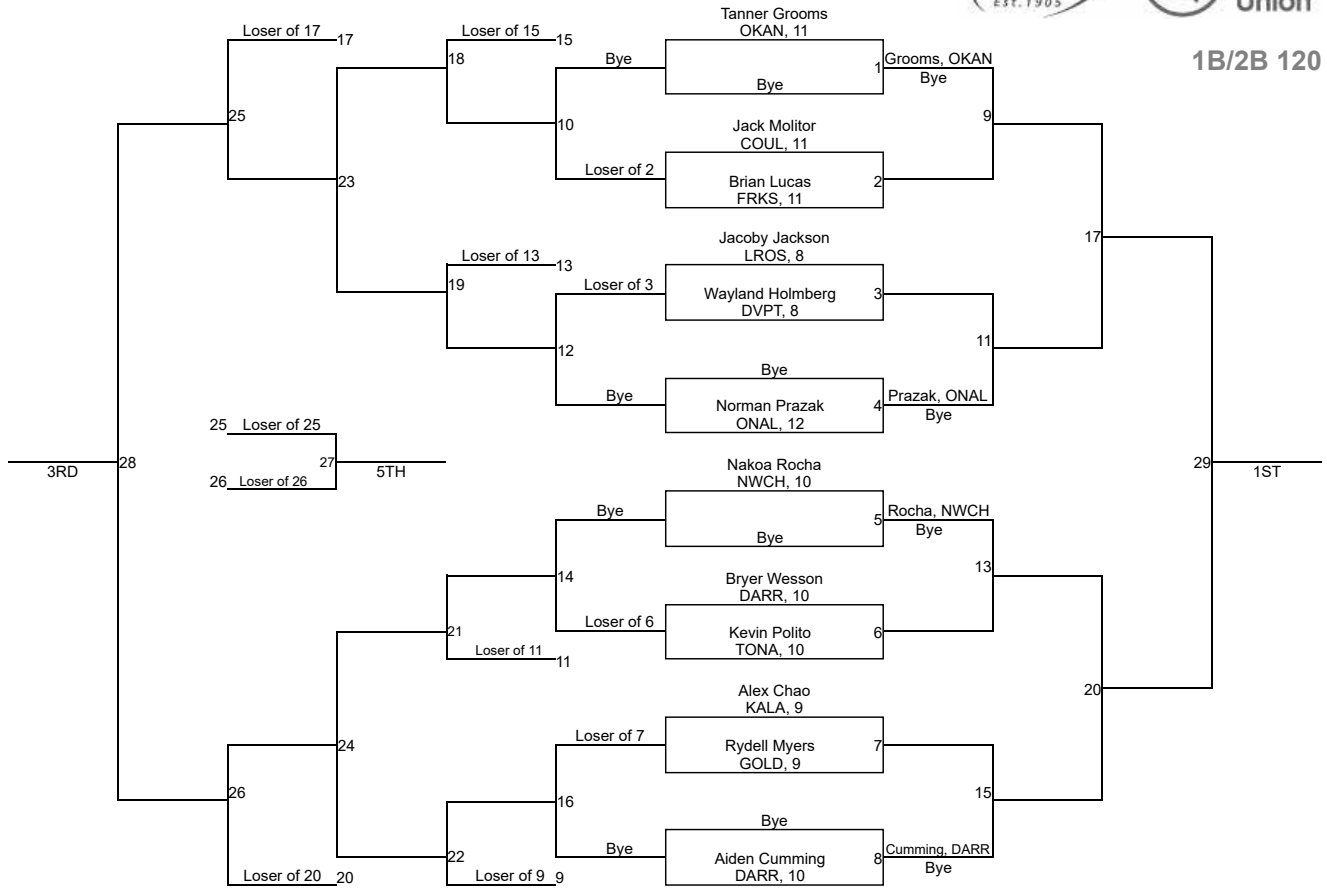 EST. 1905
Union
1B/2B 120
Loser of 17
17
Loser of 15
15
Tanner Grooms
OKAN, 11
18
Bye
1
Grooms, OKAN
Bye
Bye
25
10
9
Jack Molitor
COUL, 11
Loser of 2
23
Brian Lucas
2
FRKS, 11
Jacoby Jackson
LROS, 8
17
Loser of 13
13
19
Loser of 3
Wayland Holmberg
3
DVPT, 8
12
11
Bye
Bye
Norman Prazak
4
Prazak, ONAL
ONAL, 12
Bye
25
Loser of 25
3RD
28
27
5TH
26
Loser of 26
29
1ST
Nakoa Rocha
NWCH, 10
Bye
5
Rocha, NWCH
Bye
Bye
14
13
Bryer Wesson
DARR, 10
21
Loser of 6
Kevin Polito
6
TONA, 10
Loser of 11
11
20
Alex Chao
KALA, 9
24
Loser of 7
Rydell Myers
7
GOLD, 9
26
16
15
Bye
22
Bye
Aiden Cumming
8
Cumming, DARR
DARR, 10
Bye
Loser of 20
20
Loser of 9
9